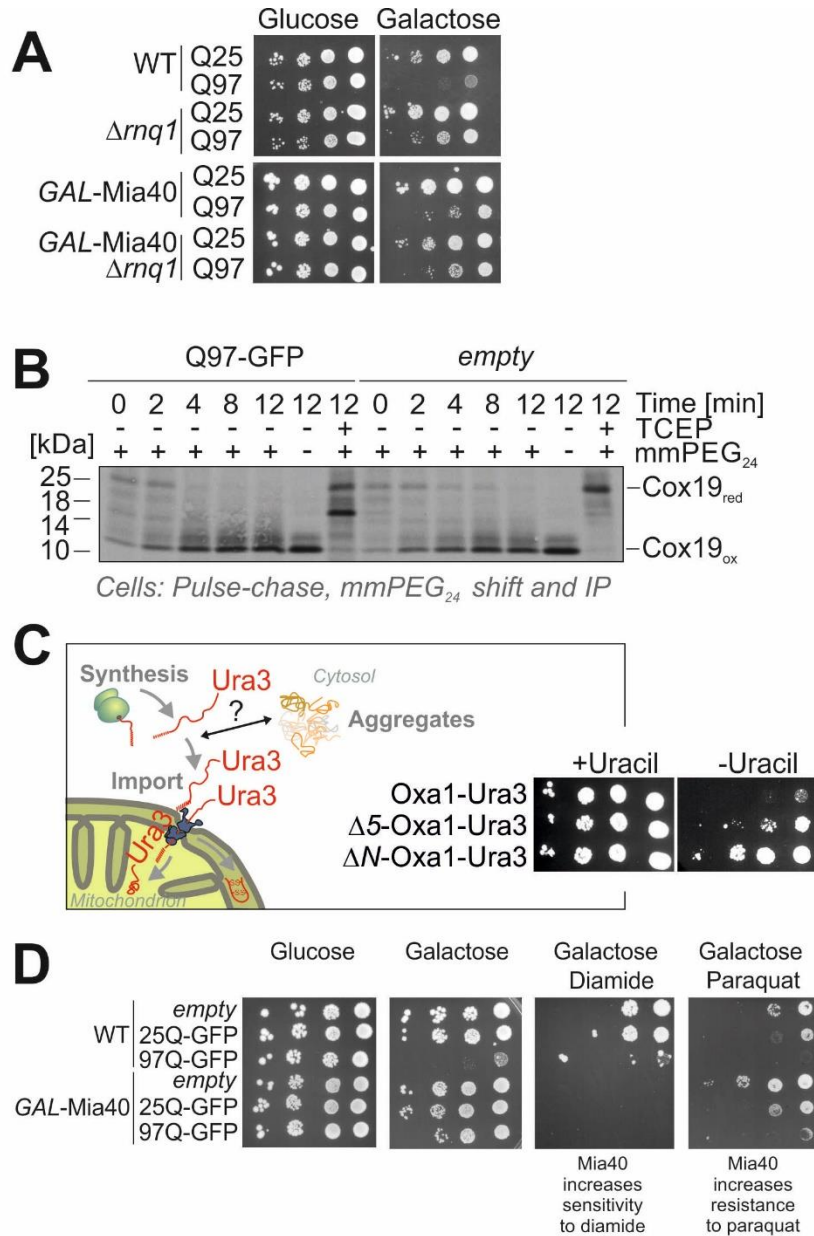 A
Glucose Galactose
WT Q25
Q97
Δrnq1 Q25
Q97
GAL-Mia40 Q25
Q97
GAL-Mia40 Δrnq1 Q25
Q97
B
Q97-GFP empty
0 2 4 8 12 12 12 0 2 4 8 12 12 12 Time [min]
- - - - - - + - - - - - - + TCEP
[kDa] + + + + + - + + + + + + - + mmPEG24
25
18
14
10
Cox19red
Cox19ox
Cells: Pulse-chase, mmPEG24 shift and IP
C
Synthesis
Ura3
Cytosol
?
Aggregates
Import
Ura3
Ura3
Ura3
Mitochondrion
+Uracil -Uracil
Oxa1-Ura3
Δ5-Oxa1-Ura3
ΔN-Oxa1-Ura3
D
Glucose Galactose Galactose Diamide Galactose Paraquat
WT empty
25Q-GFP
97Q-GFP
GAL-Mia40 empty
25Q-GFP
97Q-GFP
Mia40 increases sensitivity to diamide
Mia40 increases resistance to paraquat